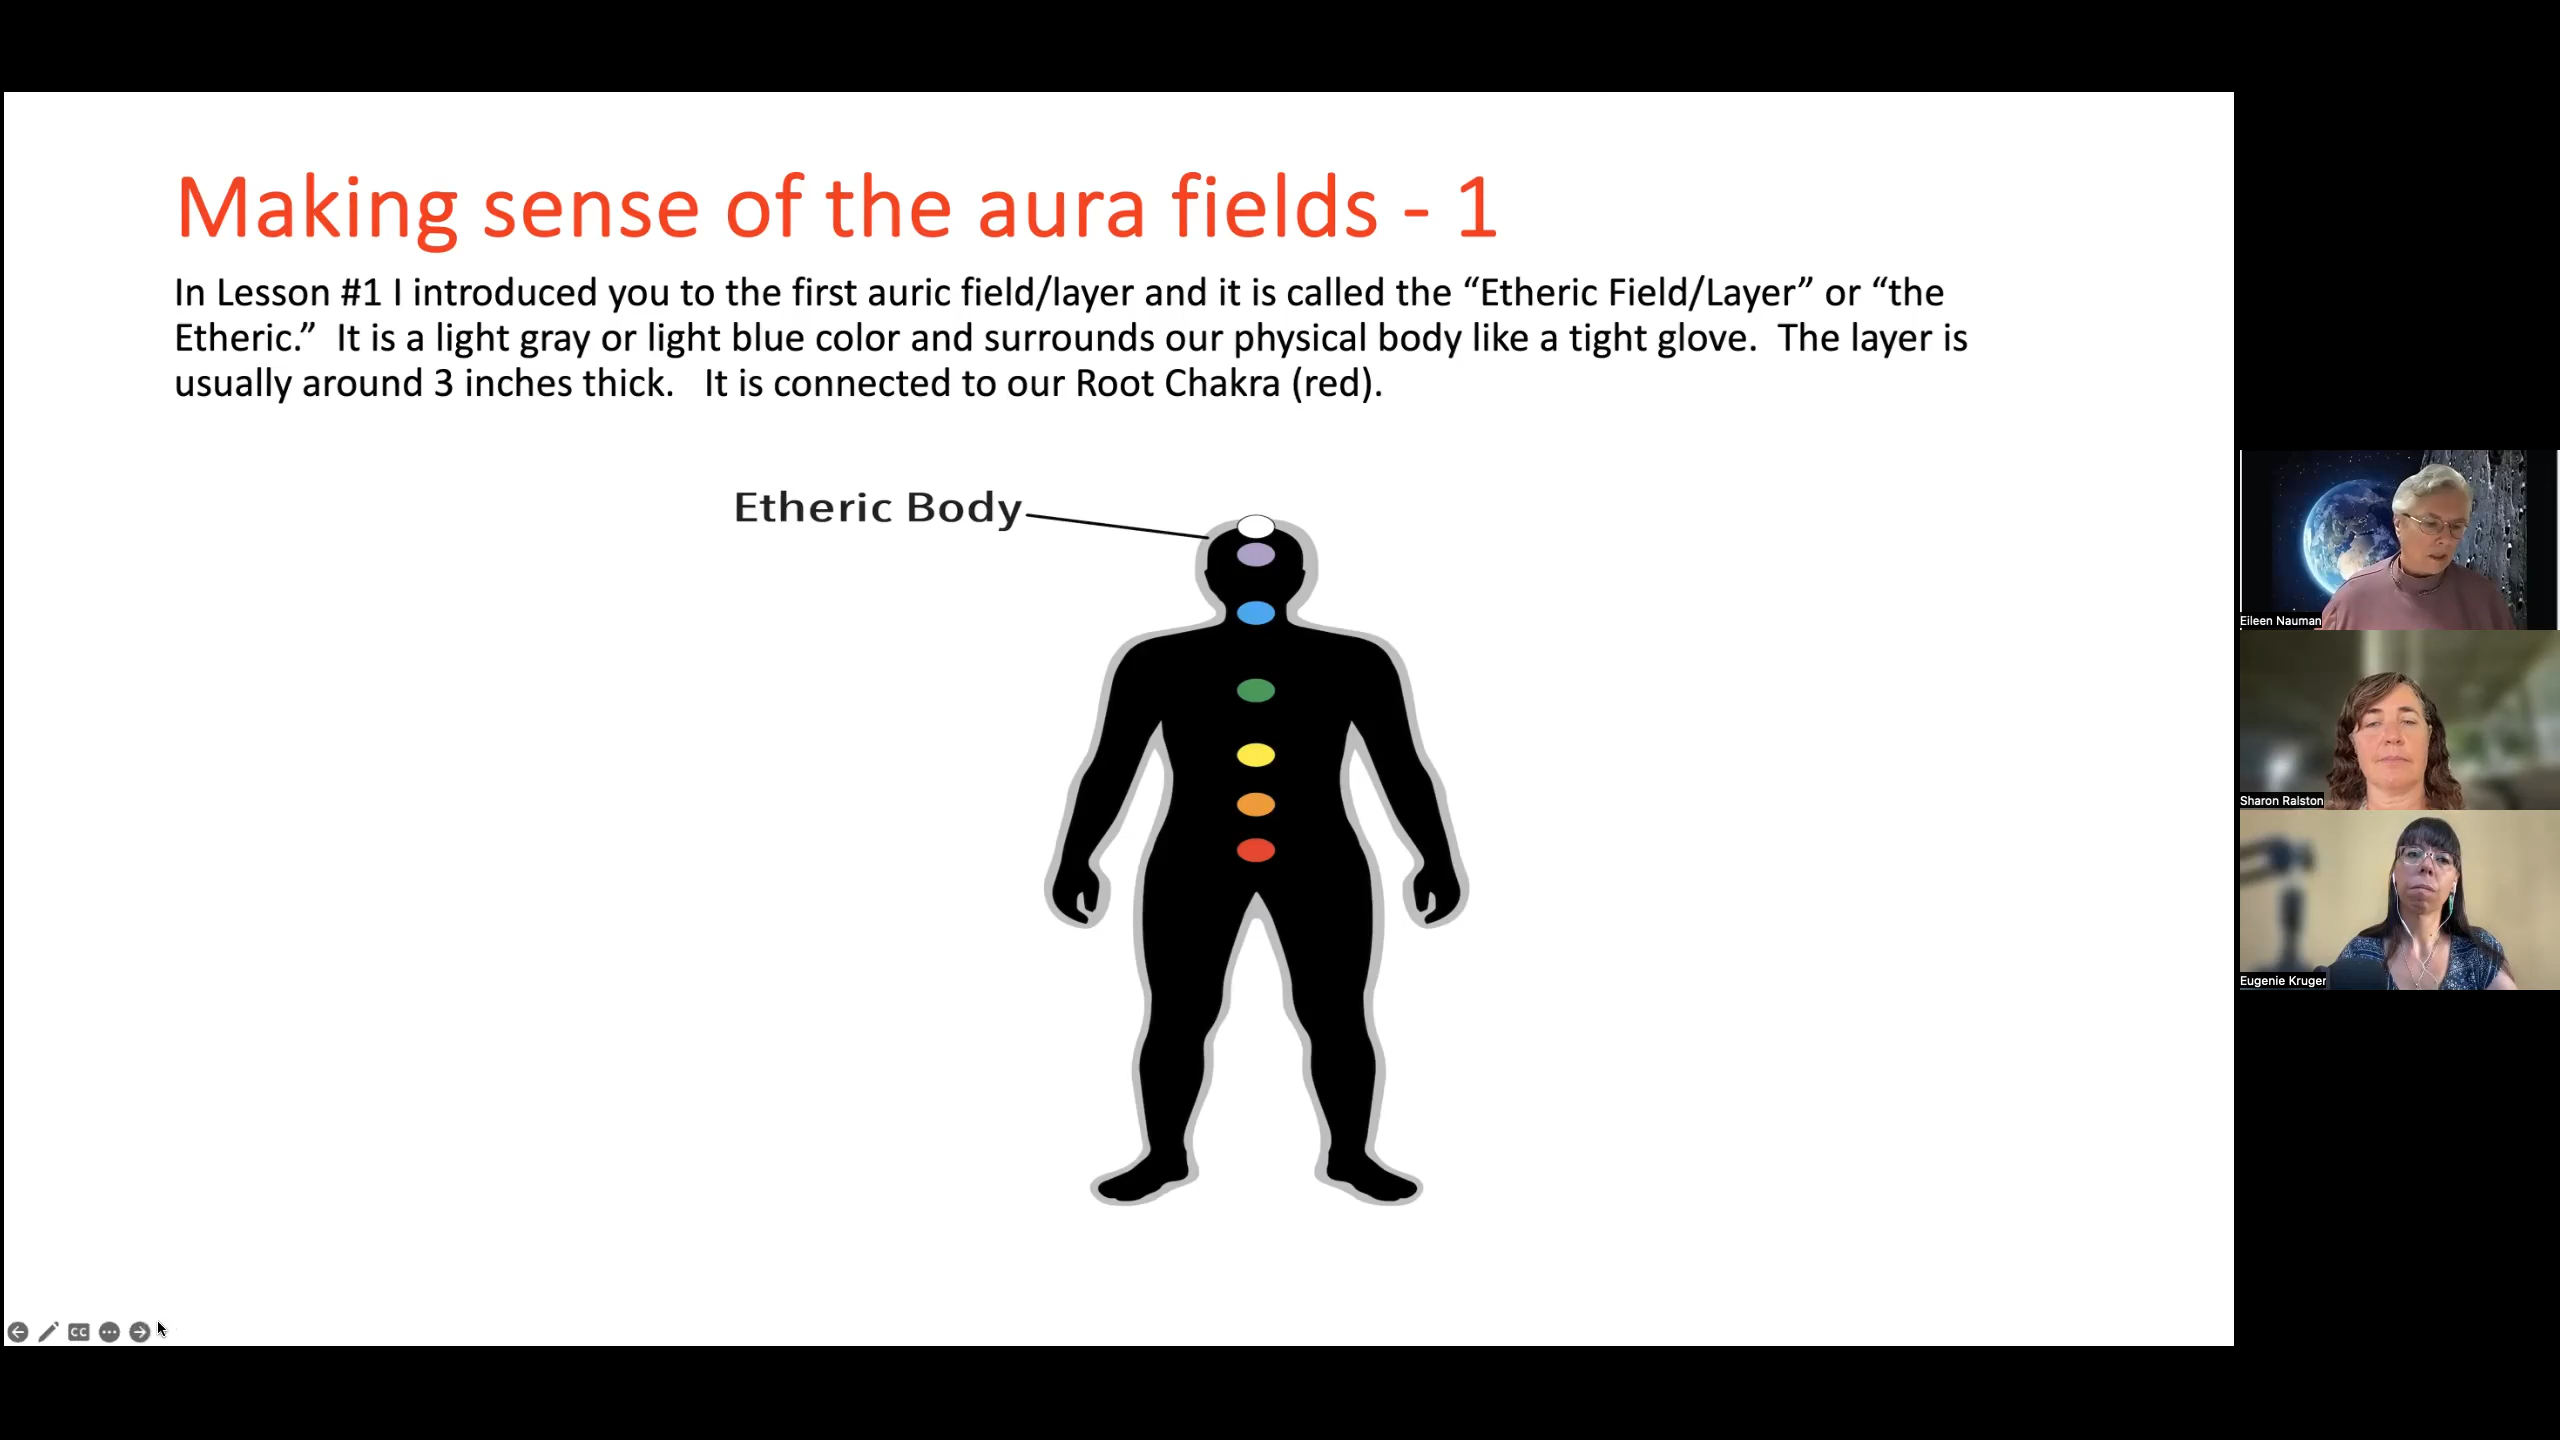 Making sense of the aura fields - 1
In Lesson #1 I introduced you to the first auric field/layer and it is called the “Etheric Field/Layer” or “the
Etheric.”  It is a light gray or light blue color and surrounds our physical body like a tight glove.  The layer is
usually around 3 inches thick.   It is connected to our Root Chakra (red).
Etheric Body
Eileen Nauman
Sharon Ralston
Eugenie Kruger
CC